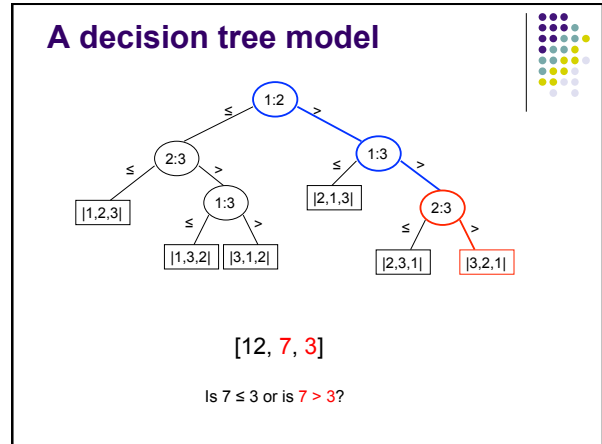 A decision tree model
1:2
≤ >
2:3 1:3
≤ > ≤ >
|1,2,3| 1:3 |2,1,3| 2:3
≤ > ≤ >
|1,3,2| |3,1,2| |2,3,1| |3,2,1|
[12, 7, 3]
Is 7 ≤ 3 or is 7 > 3?